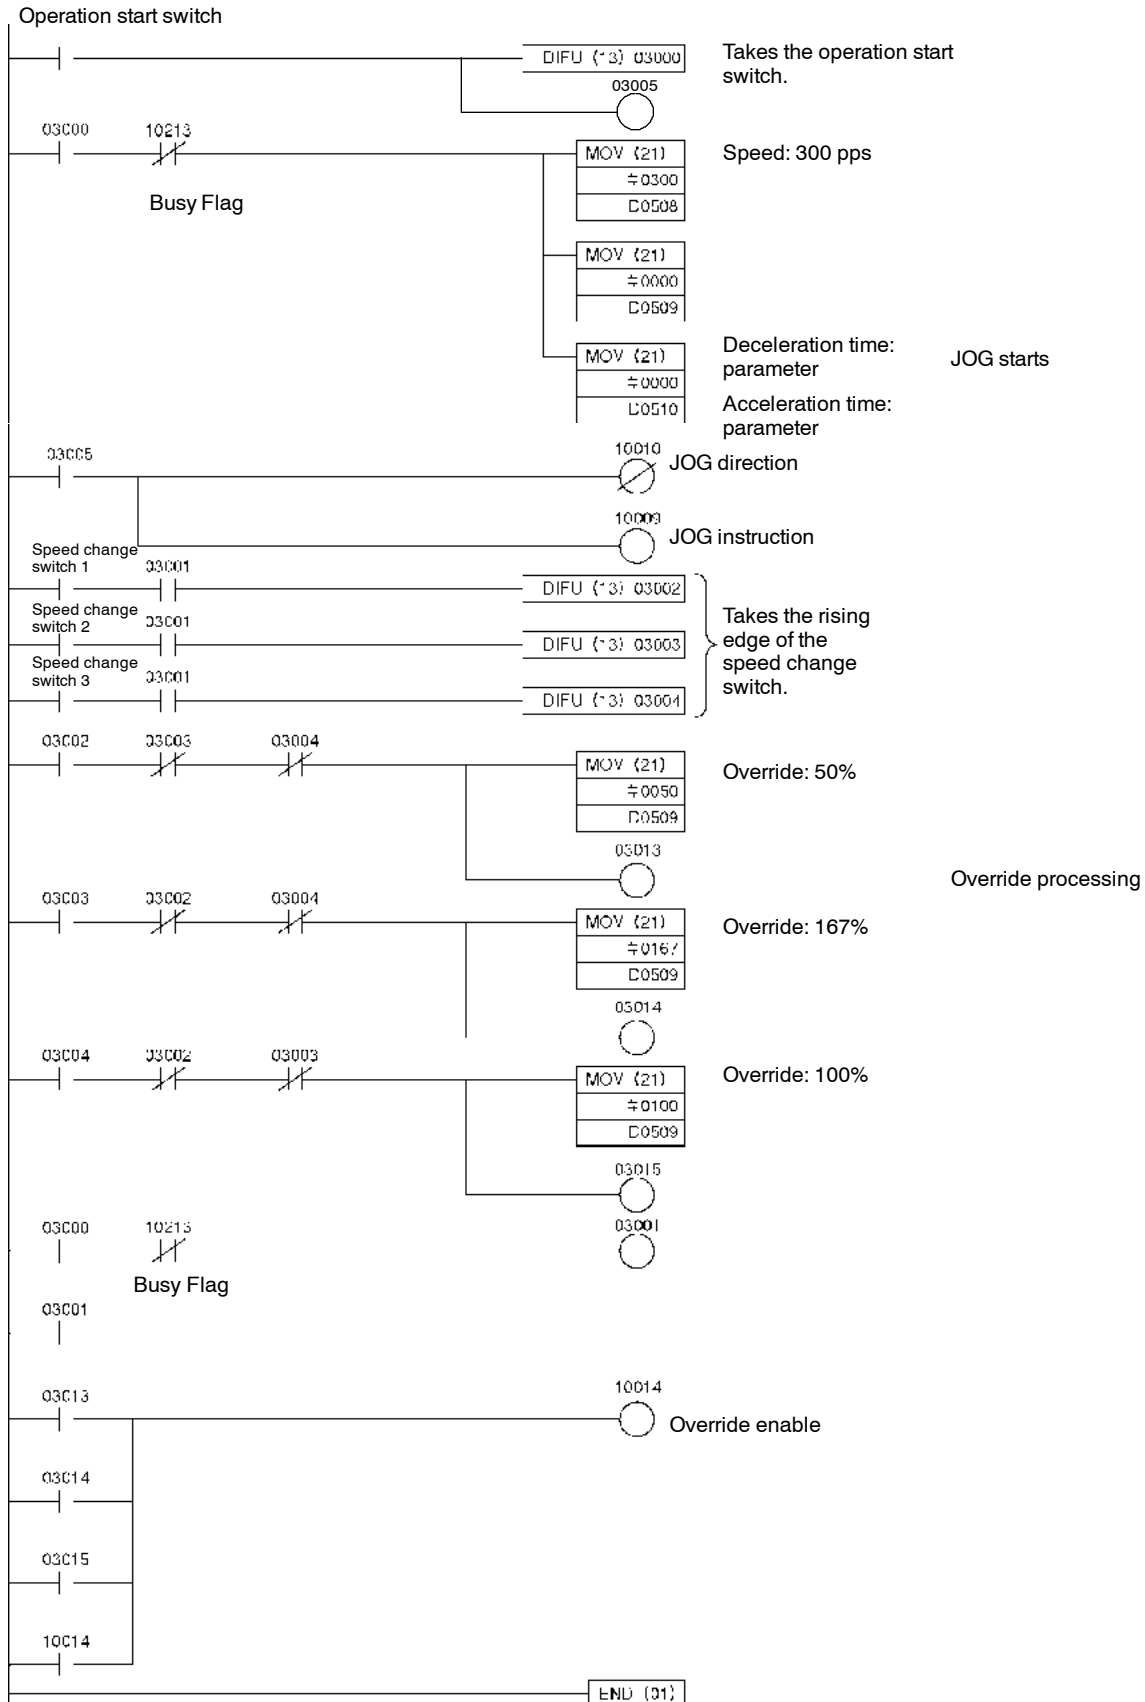 Operation start switch
DIFU (13) 03000
Takes the operation start
switch.
03005
03000 10213
MOV (21)
#0300
D0508
Speed: 300 pps
Busy Flag
MOV (21)
#0000
D0509
MOV (21)
#0000
D0510
Deceleration time:
parameter
JOG starts
Acceleration time:
parameter
03005
10010
JOG direction
10009
JOG instruction
Speed change
switch 1
03001
DIFU (13) 03002
Speed change
switch 2
03001
DIFU (13) 03003
Speed change
switch 3
03001
DIFU (13) 03004
Takes the rising
edge of the
speed change
switch.
03002 03003 03004
MOV (21)
#0050
D0509
Override: 50%
03013
Override processing
03003 03002 03004
MOV (21)
#0167
D0509
Override: 167%
03014
03004 03002 03003
MOV (21)
#0100
D0509
Override: 100%
03015
03000 10213
03001
Busy Flag
03001
03013
10014
Override enable
03014
03015
10014
END (01)